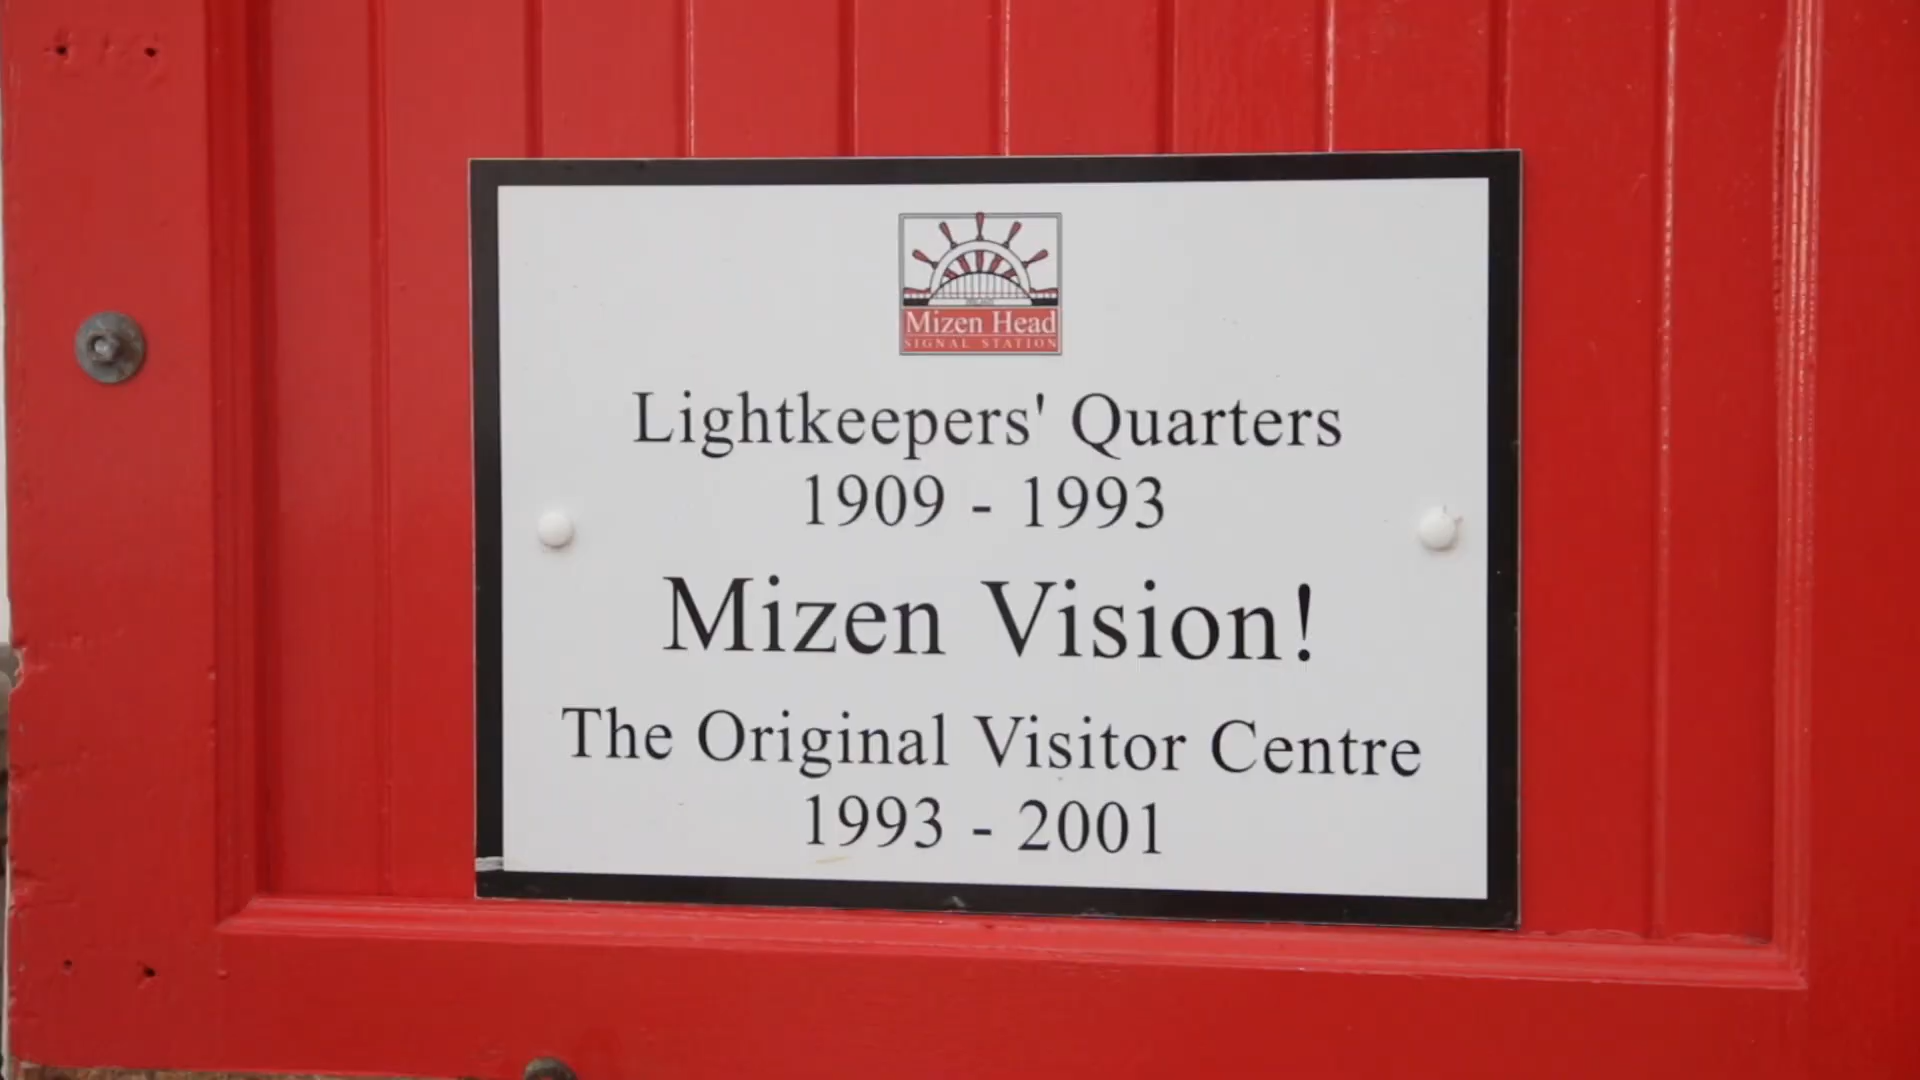 Mizen Head
SIGNAL STATION
Lightkeepers' Quarters
1909 - 1993
Mizen Vision!
The Original Visitor Centre
1993 - 2001